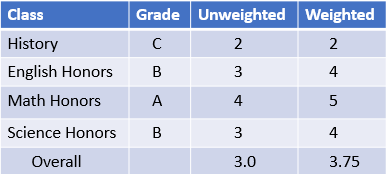 Class Grade Unweighted Weighted
History C 2 2
English Honors B 3 4
Math Honors A 4 5
Science Honors B 3 4
Overall 3.0 3.75